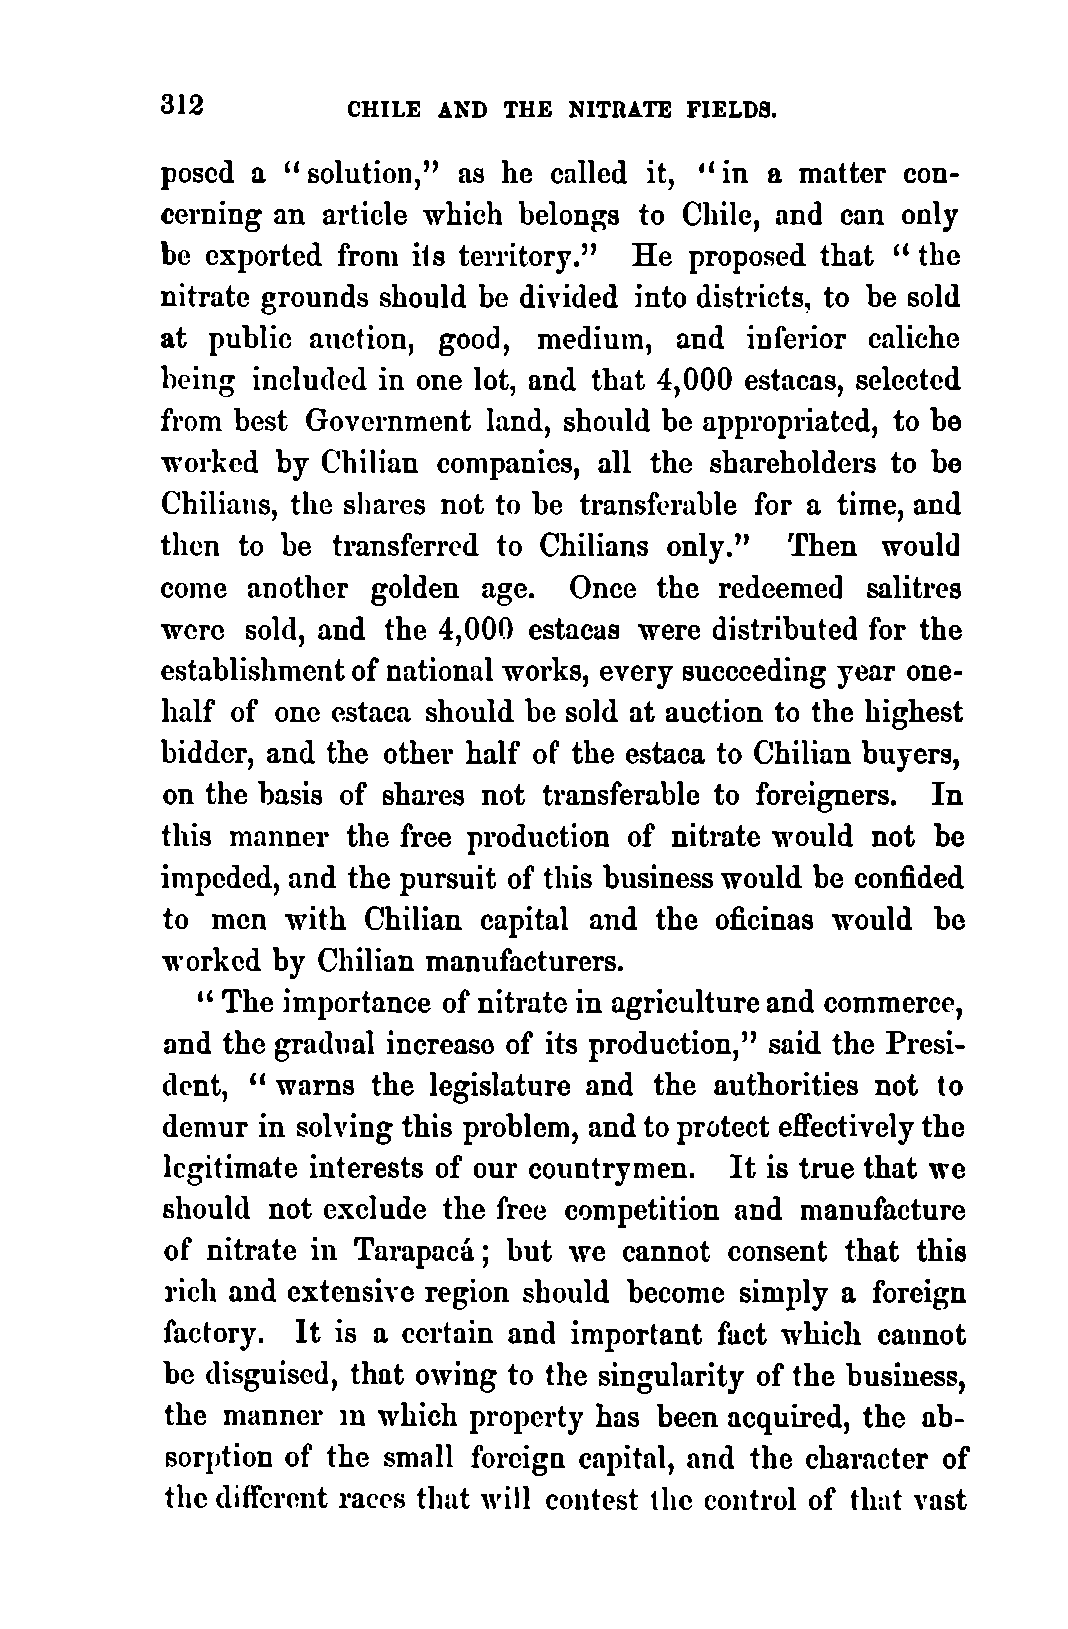 312 CHILE AND THE NITRATE FIELDS.
posed a “solution,” as he called it, “in a matter con-
cerning an article which belongs to Chile, and can only
be exported from its territory.” He proposed that “the
nitrate grounds should be divided into districts, to be sold
at public auction, good, medium, and inferior caliche
being included in one lot, and that 4,000 estacas, selected
from best Government land, should be appropriated, to be
worked by Chilian companies, all the shareholders to be
Chilians, the shares not to be transferable for a time, and
then to be transferred to Chilians only.” Then would
come another golden age. Once the redeemed salitres
were sold, and the 4,000 estacas were distributed for the
establishment of national works, every succeeding year one-
half of one estaca should be sold at auction to the highest
bidder, and the other half of the estaca to Chilian buyers,
on the basis of shares not transferable to foreigners. In
this manner the free production of nitrate would not be
impeded, and the pursuit of this business would be confided
to men with Chilian capital and the oficinas would be
worked by Chilian manufacturers.
“The importance of nitrate in agriculture and commerce,
and the gradual increase of its production,” said the Presi-
dent, “warns the legislature and the authorities not to
demur in solving this problem, and to protect effectively the
legitimate interests of our countrymen. It is true that we
should not exclude the free competition and manufacture
of nitrate in Tarapacá; but we cannot consent that this
rich and extensive region should become simply a foreign
factory. It is a certain and important fact which cannot
be disguised, that owing to the singularity of the business,
the manner in which property has been acquired, the ab-
sorption of the small foreign capital, and the character of
the different races that will contest the control of that vast